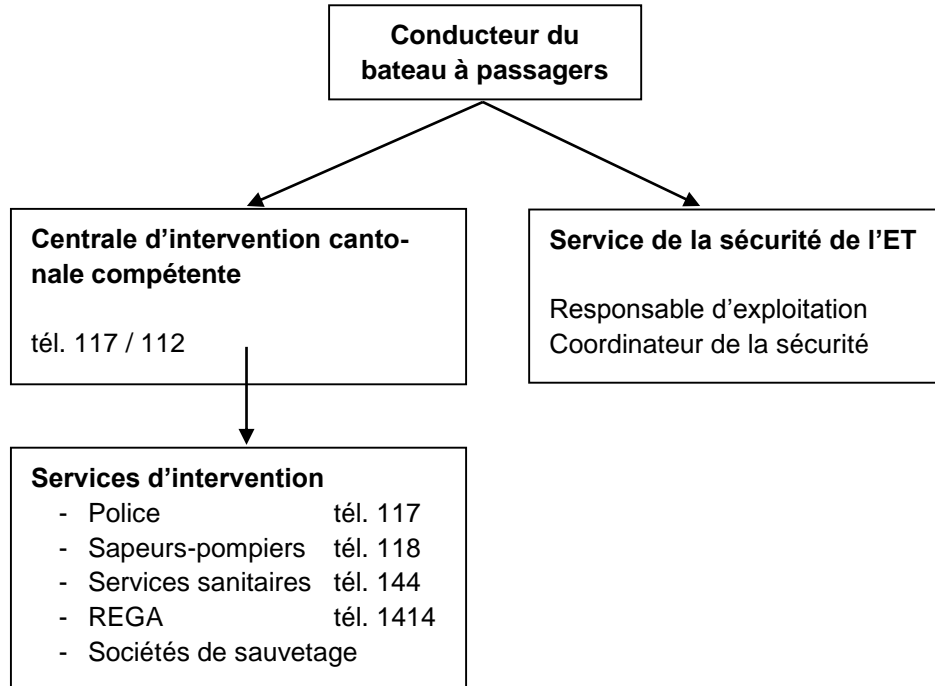 Conducteur du
bateau à passagers
Centrale d’intervention canto-
nale compétente
tél. 117 / 112
Service de la sécurité de l’ET
Responsable d’exploitation
Coordinateur de la sécurité
Services d’intervention
- Police tél. 117
- Sapeurs-pompiers tél. 118
- Services sanitaires tél. 144
- REGA tél. 1414
- Sociétés de sauvetage